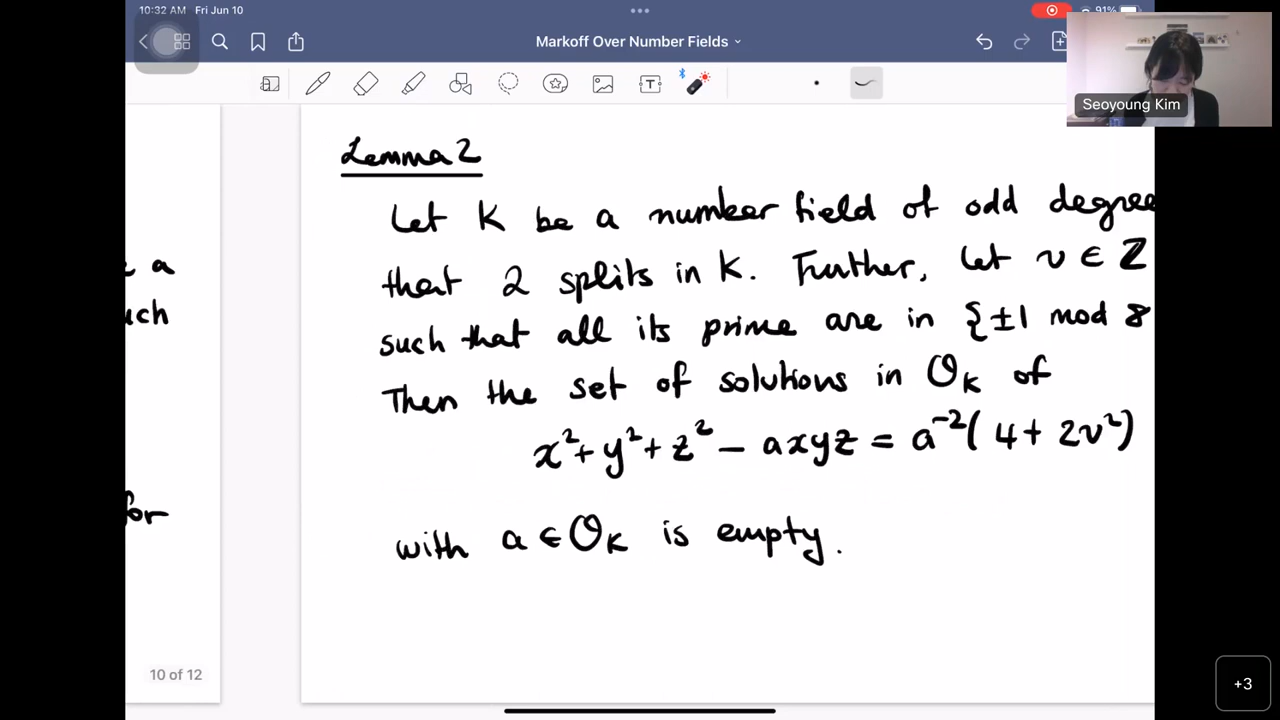 10:32 AM Fri Jun 10
91%
Markoff Over Number Fields
Seoyoung Kim
Lemma 2
Let K be a number field of odd degree
that 2 splits in K. Further, let v ∈ Z
such that all its prime are in {±1 mod 8
Then the set of solutions in O_K of
x² + y² + z² - axyz = a⁻²(4 + 2v²)
with a ∈ O_K is empty.
a
uch
for
10 of 12
+3